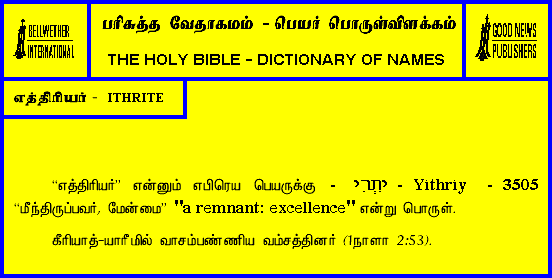 BELLWETHER
INTERNATIONAL
பரிசுத்த வேதாகமம் - பெயர் பொருள்விளக்கம்
THE HOLY BIBLE - DICTIONARY OF NAMES
GOOD NEWS
PUBLISHERS
எத்திரியர் - ITHRITE
“எத்திரியர்” என்னும் எபிரெய பெயருக்கு - יִתְרִי - Yithriy - 3505
“மீந்திருப்பவர், மேன்மை” "a remnant: excellence" என்று பொருள்.
கீரியாத்-யாரீமில் வாசம்பண்ணிய வம்சத்தினர் (1நாளா 2:53).